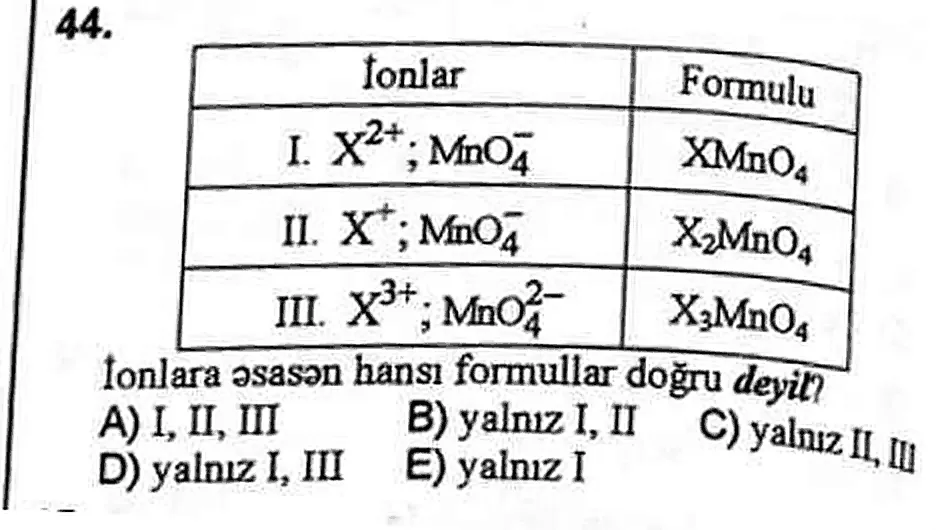 44.
İonlar Formulu
I. X²⁺; MnO₄⁻ XMnO₄
II. X⁺; MnO₄⁻ X₂MnO₄
III. X³⁺; MnO₄²⁻ X₃MnO₄
İonlara əsasən hansı formullar doğru deyil?
A) I, II, III B) yalnız I, II C) yalnız II, III
D) yalnız I, III E) yalnız I